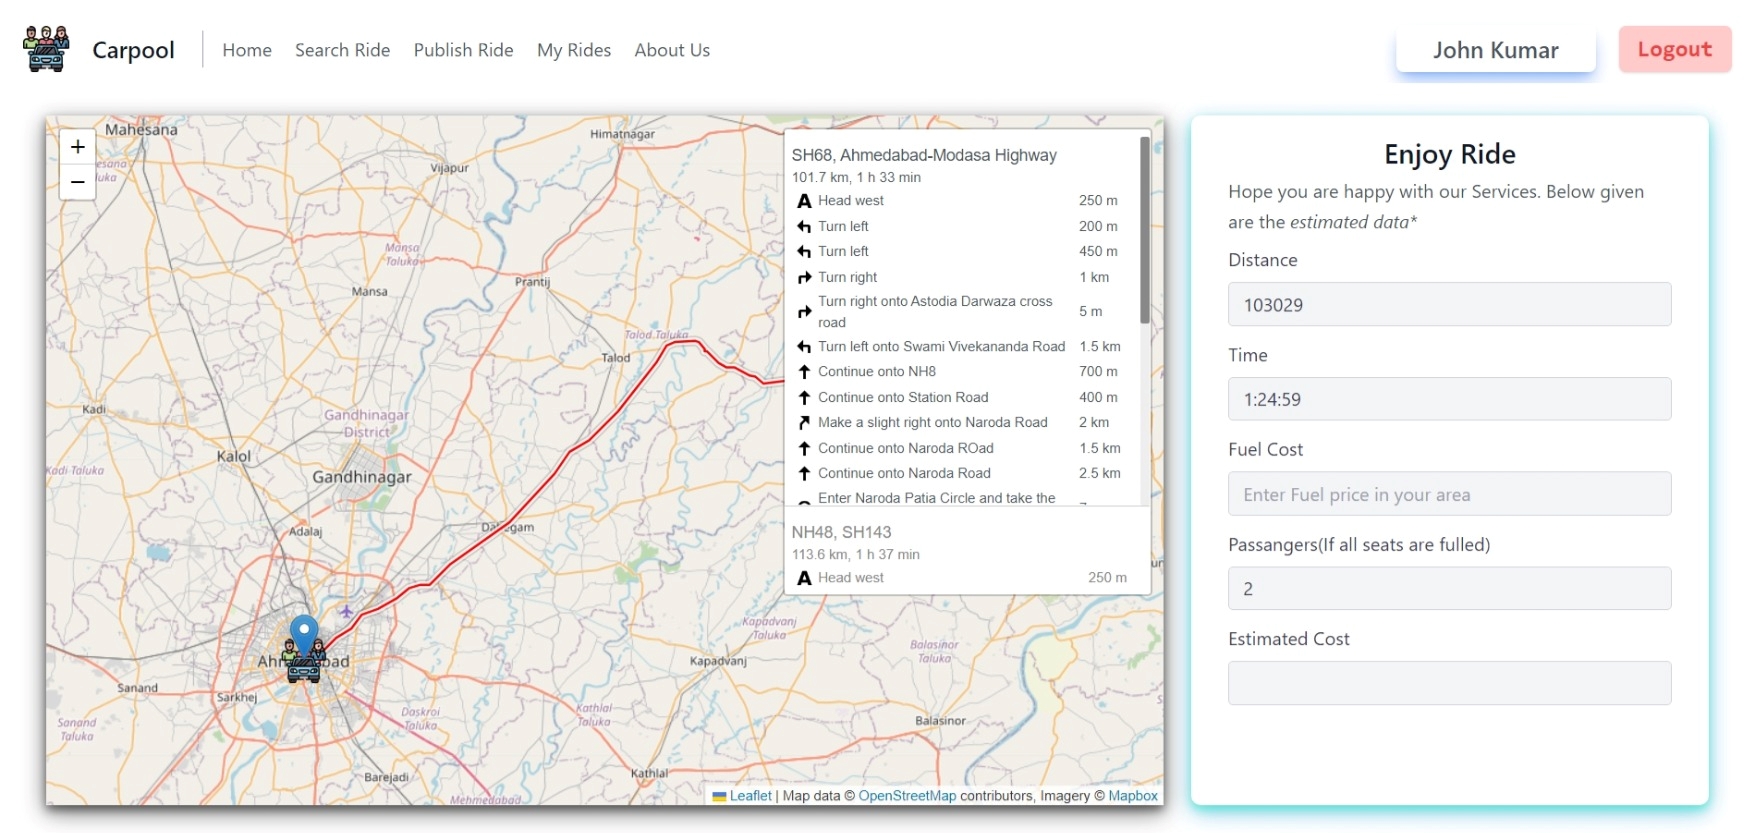 Carpool
Home
Search Ride
Publish Ride
My Rides
About Us
John Kumar
Logout
+
−
Mahesana
Himatnagar
Vijapur
Mansa
Taluka
Prantij
Mansa
Talod Taluka
Talod
Kadi
Gandhinagar
District
Kalol
Kadi Taluka
Gandhinagar
Adalaj
Sanand
Sarkhej
Sanand
Taluka
Daskroi
Taluka
Kathlal
Taluka
Kapadvanj
Kapadvanj
Taluka
Balasinor
Taluka
Balasinor
Barejadi
Kathlal
SH68, Ahmedabad-Modasa Highway
101.7 km, 1 h 33 min
A Head west 250 m
Turn left 200 m
Turn left 450 m
Turn right 1 km
Turn right onto Astodia Darwaza cross
road 5 m
Turn left onto Swami Vivekananda Road 1.5 km
Continue onto NH8 700 m
Continue onto Station Road 400 m
Make a slight right onto Naroda Road 2 km
Continue onto Naroda ROad 1.5 km
Continue onto Naroda Road 2.5 km
Enter Naroda Patia Circle and take the
NH48, SH143
113.6 km, 1 h 37 min
A Head west 250 m
Leaflet | Map data © OpenStreetMap contributors, Imagery © Mapbox
Enjoy Ride
Hope you are happy with our Services. Below given
are the estimated data*
Distance
103029
Time
1:24:59
Fuel Cost
Enter Fuel price in your area
Passangers(If all seats are fulled)
2
Estimated Cost